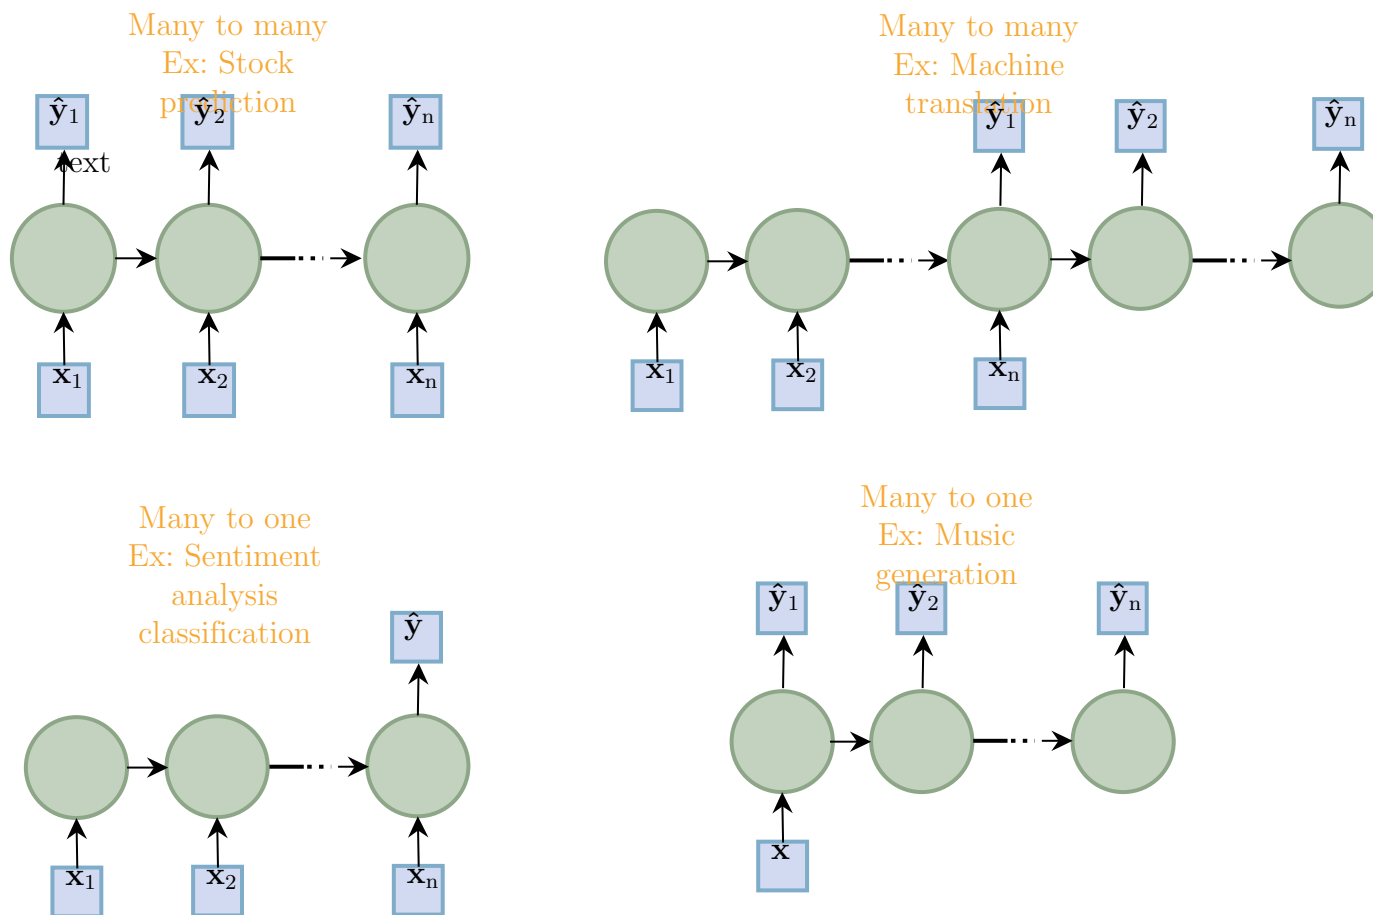 Many to many
Ex: Stock
prediction
ŷ1 ŷ2 ŷn
text
x1 x2 xn
Many to many
Ex: Machine
translation
ŷ1 ŷ2 ŷn
x1 x2 xn
Many to one
Ex: Sentiment
analysis
classification
ŷ
x1 x2 xn
Many to one
Ex: Music
generation
ŷ1 ŷ2 ŷn
x